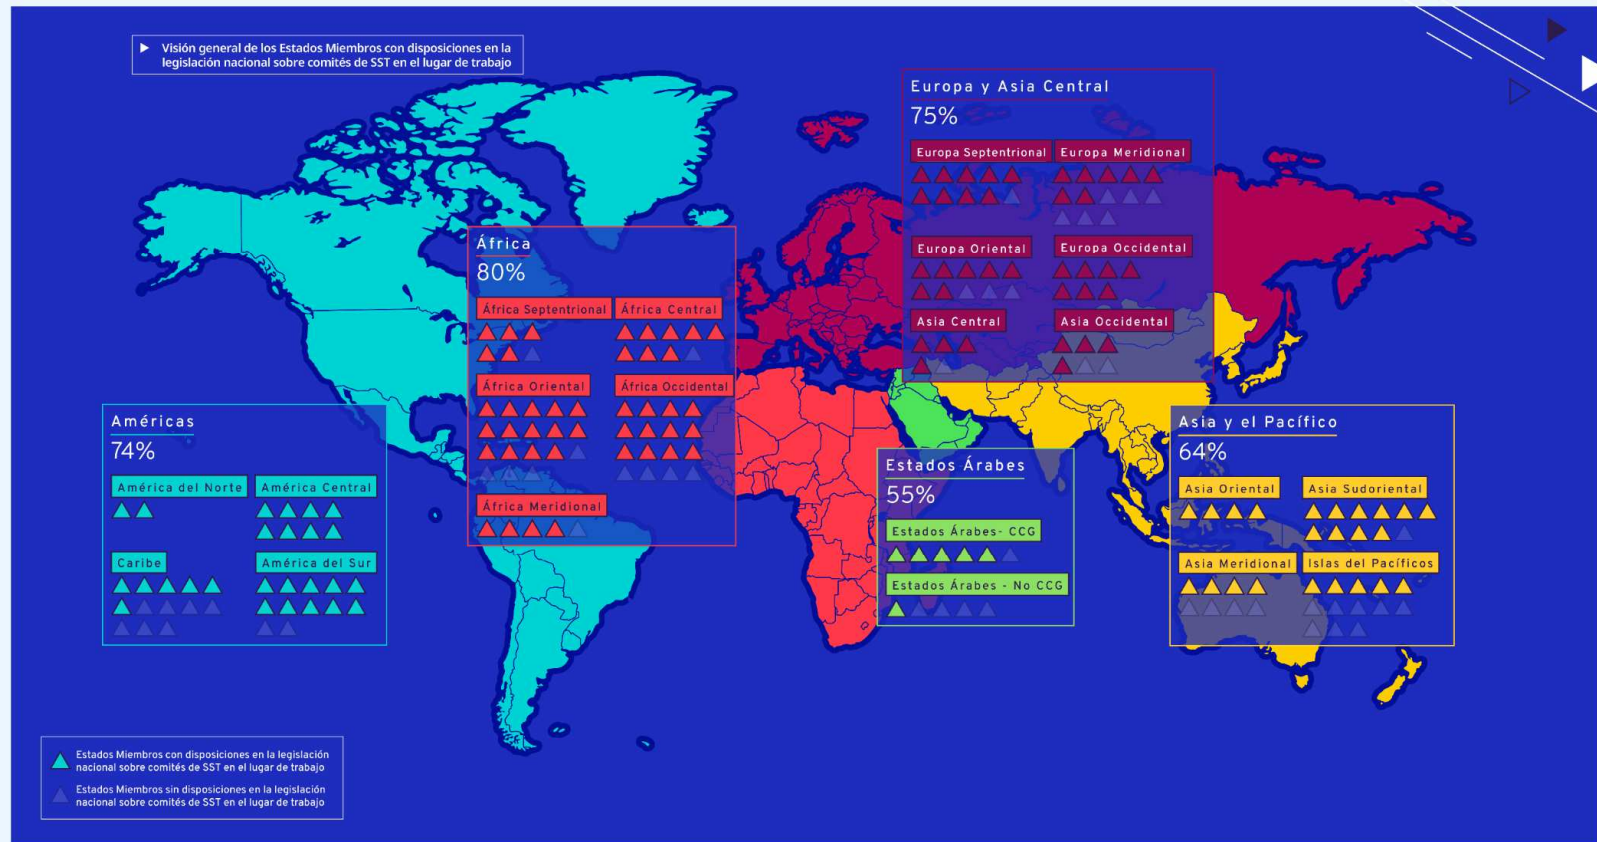 Visión general de los Estados Miembros con disposiciones en la
legislación nacional sobre comités de SST en el lugar de trabajo
Europa y Asia Central
75%
Europa Septentrional
Europa Meridional
Europa Oriental
Europa Occidental
Asia Central
Asia Occidental
África
80%
África Septentrional
África Central
África Oriental
África Occidental
África Meridional
Américas
74%
América del Norte
América Central
Caribe
América del Sur
Estados Árabes
55%
Estados Árabes- CCG
Estados Árabes - No CCG
Asia y el Pacífico
64%
Asia Oriental
Asia Sudoriental
Asia Meridional
Islas del Pacíficos
Estados Miembros con disposiciones en la legislación
nacional sobre comités de SST en el lugar de trabajo
Estados Miembros sin disposiciones en la legislación
nacional sobre comités de SST en el lugar de trabajo